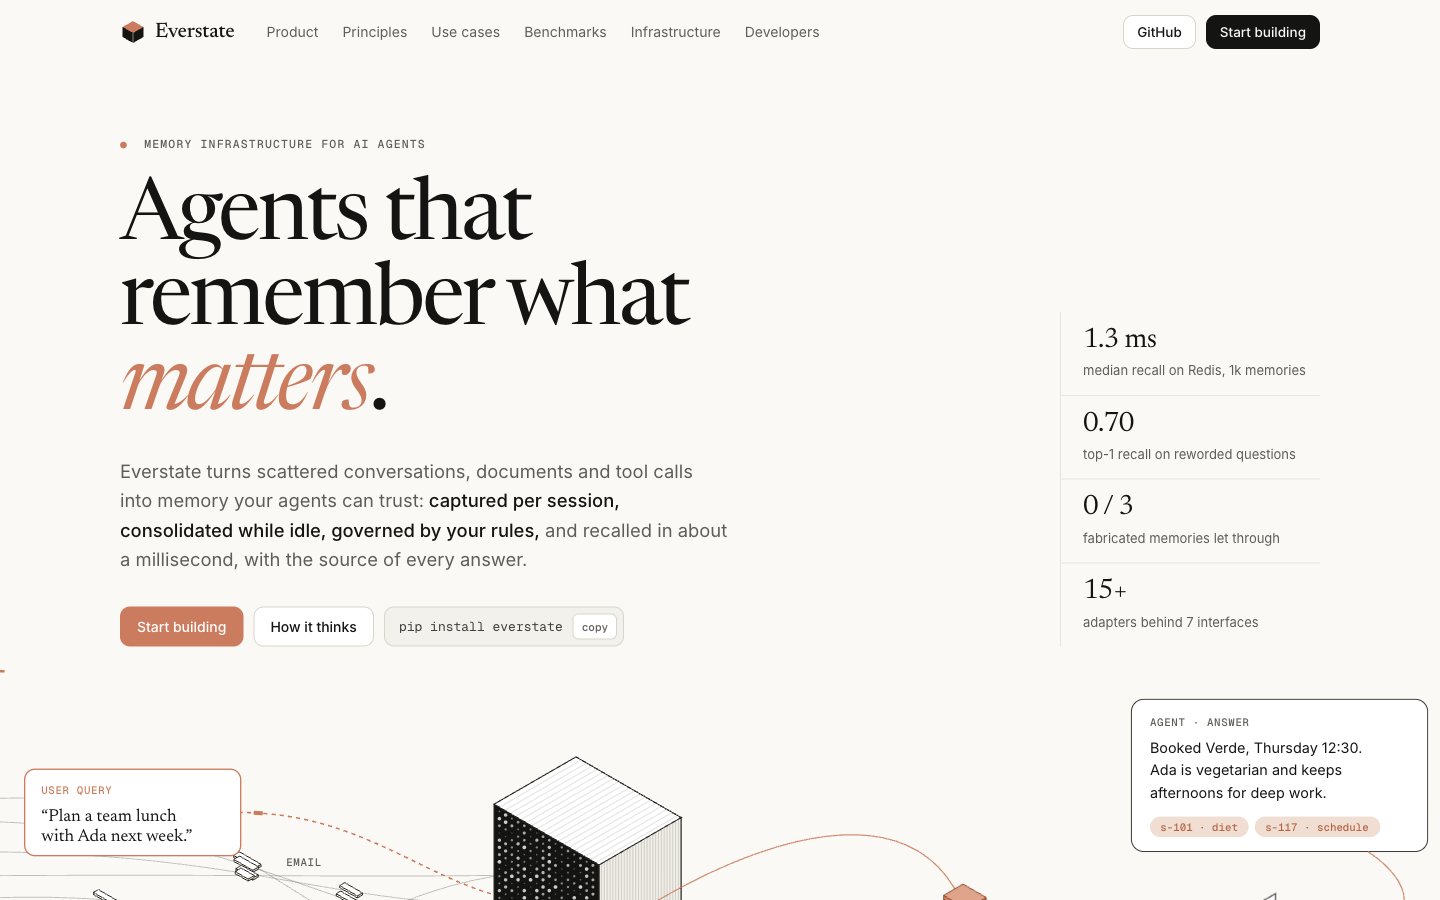 Everstate
Product
Principles
Use cases
Benchmarks
Infrastructure
Developers
GitHub
Start building
MEMORY INFRASTRUCTURE FOR AI AGENTS
Agents that
remember what
matters.
Everstate turns scattered conversations, documents and tool calls
into memory your agents can trust: captured per session,
consolidated while idle, governed by your rules, and recalled in about
a millisecond, with the source of every answer.
Start building
How it thinks
pip install everstate
copy
1.3 ms
median recall on Redis, 1k memories
0.70
top-1 recall on reworded questions
0 / 3
fabricated memories let through
15+
adapters behind 7 interfaces
USER QUERY
“Plan a team lunch
with Ada next week.”
EMAIL
AGENT · ANSWER
Booked Verde, Thursday 12:30.
Ada is vegetarian and keeps
afternoons for deep work.
s-101 · diet
s-117 · schedule